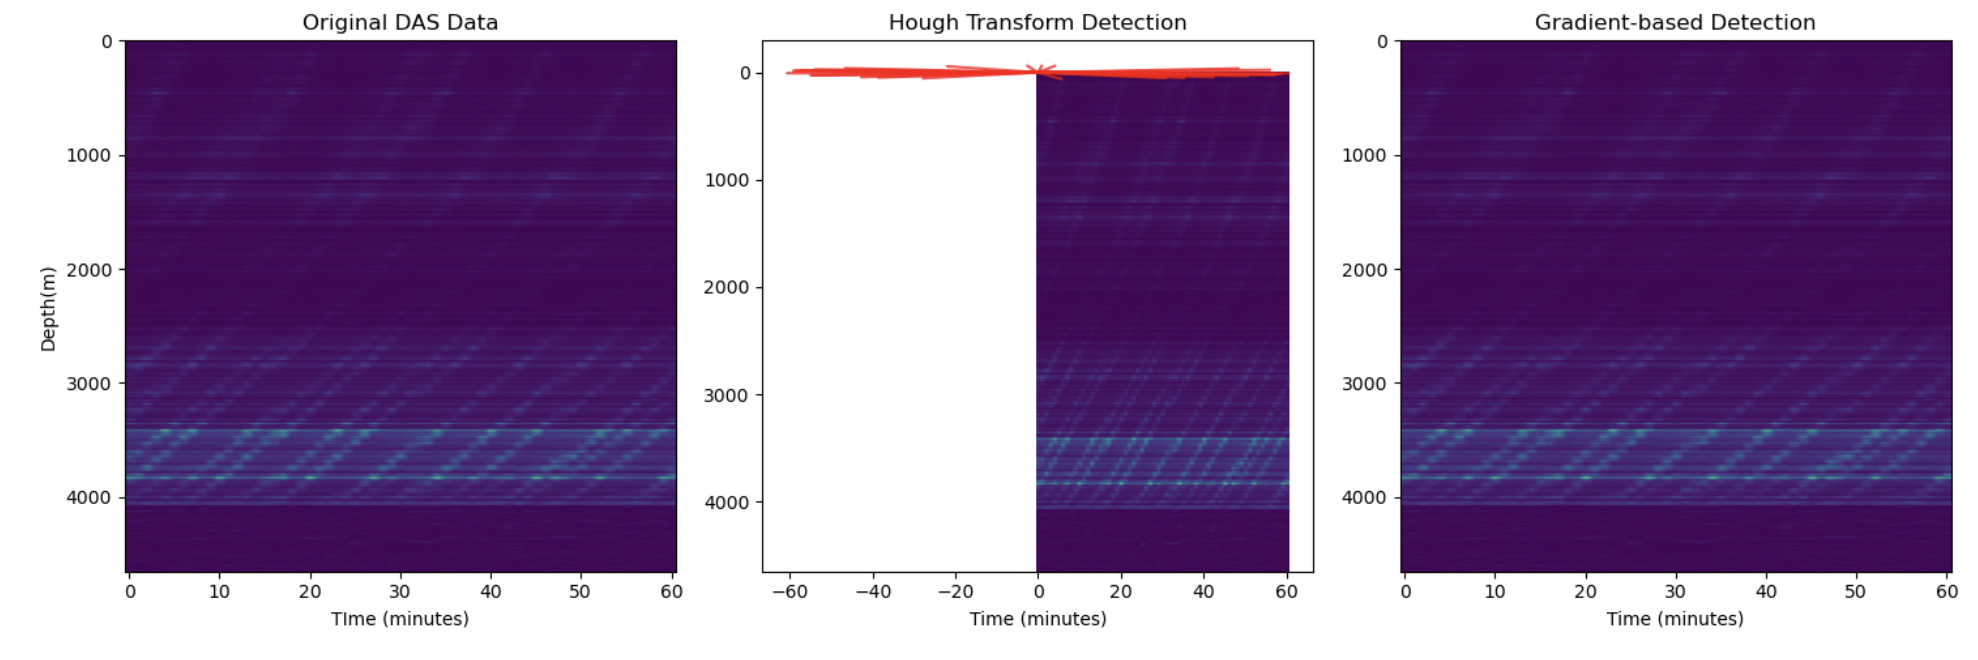 Original DAS Data
0
1000
2000
3000
4000
Depth(m)
0 10 20 30 40 50 60
TIme (minutes)
Hough Transform Detection
0
1000
2000
3000
4000
−60 −40 −20 0 20 40 60
Time (minutes)
Gradient-based Detection
0
1000
2000
3000
4000
0 10 20 30 40 50 60
Time (minutes)